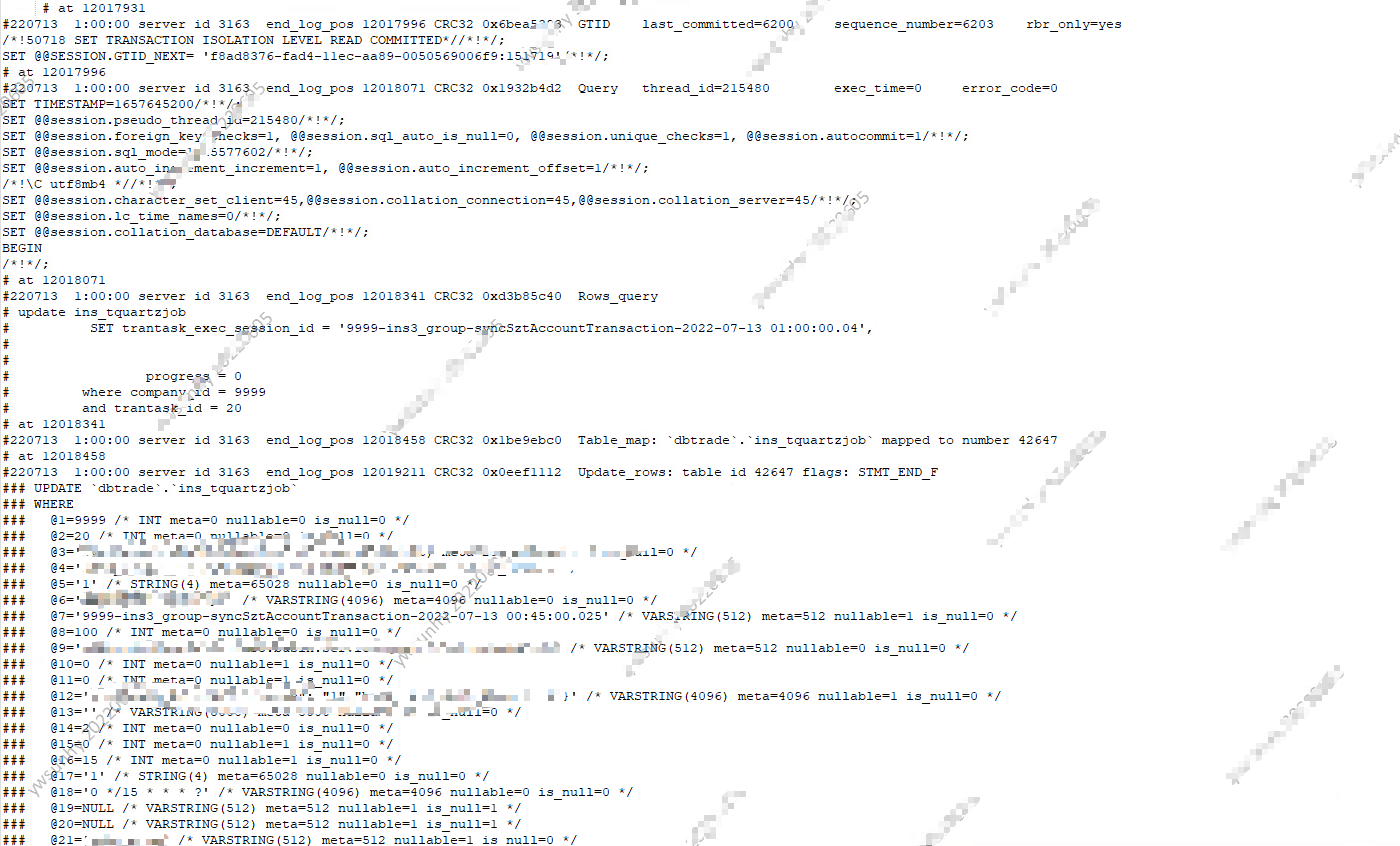 # at 12017931
#220713  1:00:00 server id 3163  end_log_pos 12017996 CRC32 GTID    last_committed=6200     sequence_number=6203    rbr_only=yes
/*!50718 SET TRANSACTION ISOLATION LEVEL READ COMMITTED*//*!*/;
SET @@SESSION.GTID_NEXT= 'f8ad8376-fad4-11ec-aa89-0050569006f9:151719'/*!*/;
# at 12017996
#220713  1:00:00 server id 3163  end_log_pos 12018071 CRC32 0x1932b4d2  Query   thread_id=215480        exec_time=0     error_code=0
SET TIMESTAMP=1657645200/*!*/;
SET @@session.pseudo_thread_id=215480/*!*/;
SET @@session.foreign_key_checks=1, @@session.sql_auto_is_null=0, @@session.unique_checks=1, @@session.autocommit=1/*!*/;
SET @@session.sql_mode= /*!*/;
SET @@session.auto_increment_increment=1, @@session.auto_increment_offset=1/*!*/;
/*!\C utf8mb4 *//*!*/;
SET @@session.character_set_client=45,@@session.collation_connection=45,@@session.collation_server=45/*!*/;
SET @@session.lc_time_names=0/*!*/;
SET @@session.collation_database=DEFAULT/*!*/;
BEGIN
/*!*/;
# at 12018071
#220713  1:00:00 server id 3163  end_log_pos 12018341 CRC32 0xd3b85c40  Rows_query
# update ins_tquartzjob
#          SET trantask_exec_session_id = '9999-ins3_group-syncSztAccountTransaction-2022-07-13 01:00:00.04',
#
#
#                 progress = 0
#         where company_id = 9999
#         and trantask_id = 20
# at 12018341
#220713  1:00:00 server id 3163  end_log_pos 12018458 CRC32 0x1be9ebc0  Table_map: `dbtrade`.`ins_tquartzjob` mapped to number 42647
# at 12018458
#220713  1:00:00 server id 3163  end_log_pos 12019211 CRC32 0x0eef1112  Update_rows: table id 42647 flags: STMT_END_F
### UPDATE `dbtrade`.`ins_tquartzjob`
### WHERE
###   @1=9999 /* INT meta=0 nullable=0 is_null=0 */
###   @2=20 /* INT meta=0 nullable=0 is_null=0 */
###   @3=' is_null=0 */
###   @4='
###   @5='1' /* STRING(4) meta=65028 nullable=0 is_null=0 */
###   @6=' /* VARSTRING(4096) meta=4096 nullable=0 is_null=0 */
###   @7='9999-ins3_group-syncSztAccountTransaction-2022-07-13 00:45:00.025' /* VARSTRING(512) meta=512 nullable=1 is_null=0 */
###   @8=100 /* INT meta=0 nullable=0 is_null=0 */
###   @9=' /* VARSTRING(512) meta=512 nullable=0 is_null=0 */
###   @10=0 /* INT meta=0 nullable=1 is_null=0 */
###   @11=0 /* INT meta=0 nullable=1 is_null=0 */
###   @12=' }' /* VARSTRING(4096) meta=4096 nullable=1 is_null=0 */
###   @13='' /* is_null=0 */
###   @14=2 /* INT meta=0 nullable=0 is_null=0 */
###   @15=0 /* INT meta=0 nullable=1 is_null=0 */
###   @16=15 /* INT meta=0 nullable=1 is_null=0 */
###   @17='1' /* STRING(4) meta=65028 nullable=0 is_null=0 */
###   @18='0 */15 * * * ?' /* VARSTRING(4096) meta=4096 nullable=0 is_null=0 */
###   @19=NULL /* VARSTRING(512) meta=512 nullable=1 is_null=1 */
###   @20=NULL /* VARSTRING(512) meta=512 nullable=1 is_null=1 */
###   @21=' /* VARSTRING(512) meta=512 nullable=1 is_null=0 */